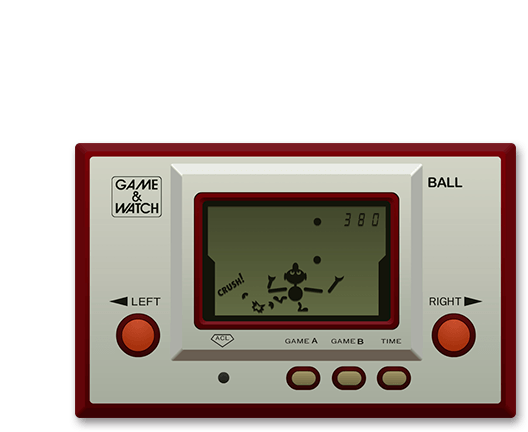 GAME
&
WATCH
BALL
380
CRUSH!
◀ LEFT
RIGHT ▶
ACL
GAME A
GAME B
TIME